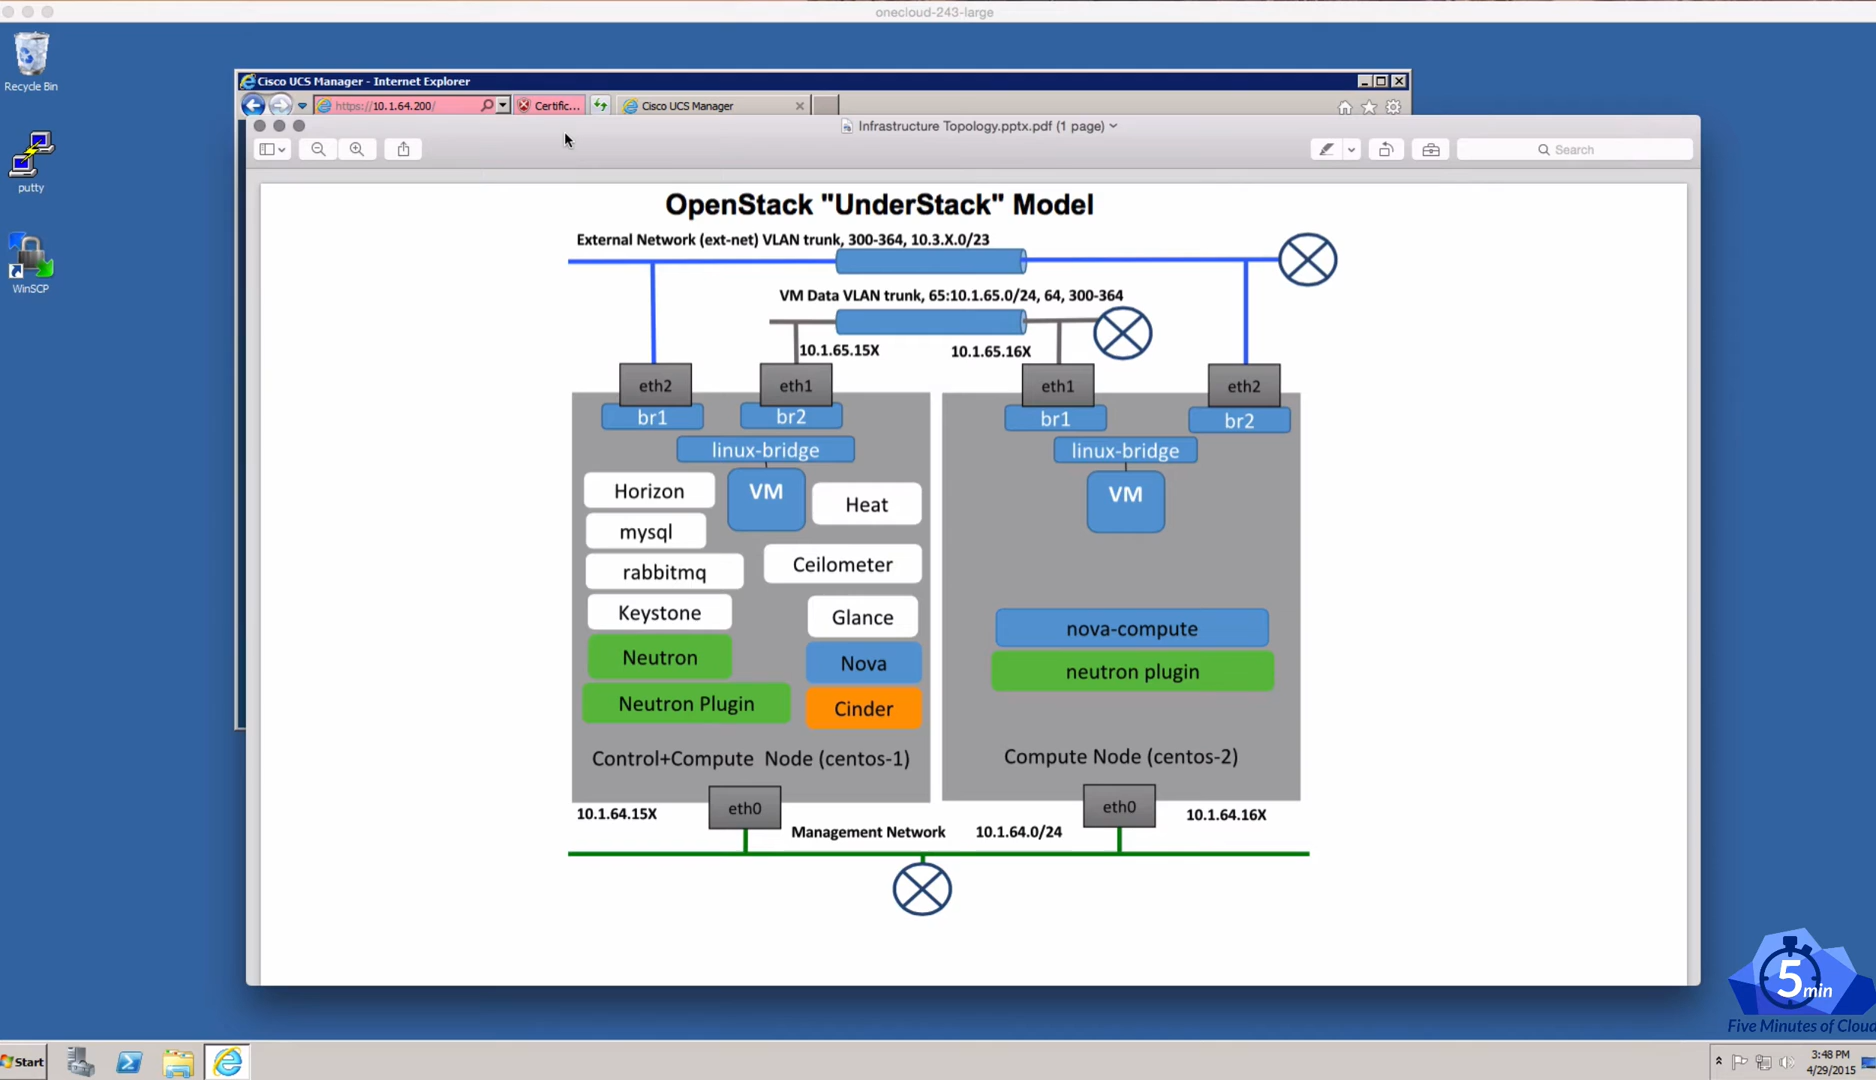 onecloud-243-large
Recycle Bin
putty
WinSCP
Cisco UCS Manager - Internet Explorer
https://10.1.64.200/
Certific...
Cisco UCS Manager
Infrastructure Topology.pptx.pdf (1 page)
Search
OpenStack "UnderStack" Model
External Network (ext-net) VLAN trunk, 300-364, 10.3.X.0/23
VM Data VLAN trunk, 65:10.1.65.0/24, 64, 300-364
10.1.65.15X
10.1.65.16X
eth2
eth1
eth1
eth2
br1
br2
br1
br2
linux-bridge
linux-bridge
VM
VM
Horizon
Heat
mysql
Ceilometer
rabbitmq
Keystone
Glance
Neutron
Nova
Neutron Plugin
Cinder
nova-compute
neutron plugin
Control+Compute Node (centos-1)
Compute Node (centos-2)
eth0
eth0
10.1.64.15X
10.1.64.16X
Management Network 10.1.64.0/24
5min
Five Minutes of Cloud
Start
3:48 PM
4/29/2015